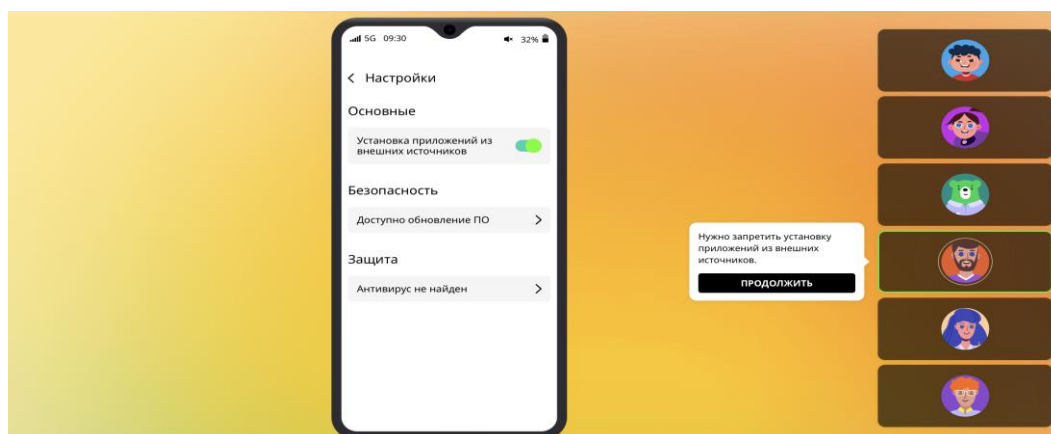 5G 09:30 32%
Настройки
Основные
Установка приложений из
внешних источников
Безопасность
Доступно обновление ПО
Защита
Антивирус не найден
Нужно запретить установку
приложений из внешних
источников.
ПРОДОЛЖИТЬ